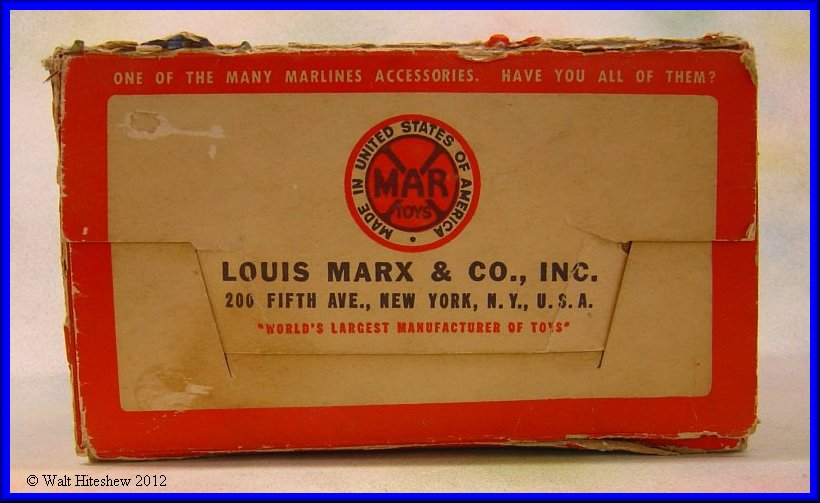 ONE OF THE MANY MARLINES ACCESSORIES. HAVE YOU ALL OF THEM?
MADE IN UNITED STATES OF AMERICA
MAR
TOYS
LOUIS MARX & CO., INC.
200 FIFTH AVE., NEW YORK, N.Y., U.S.A.
"WORLD'S LARGEST MANUFACTURER OF TOYS"
© Walt Hiteshew 2012